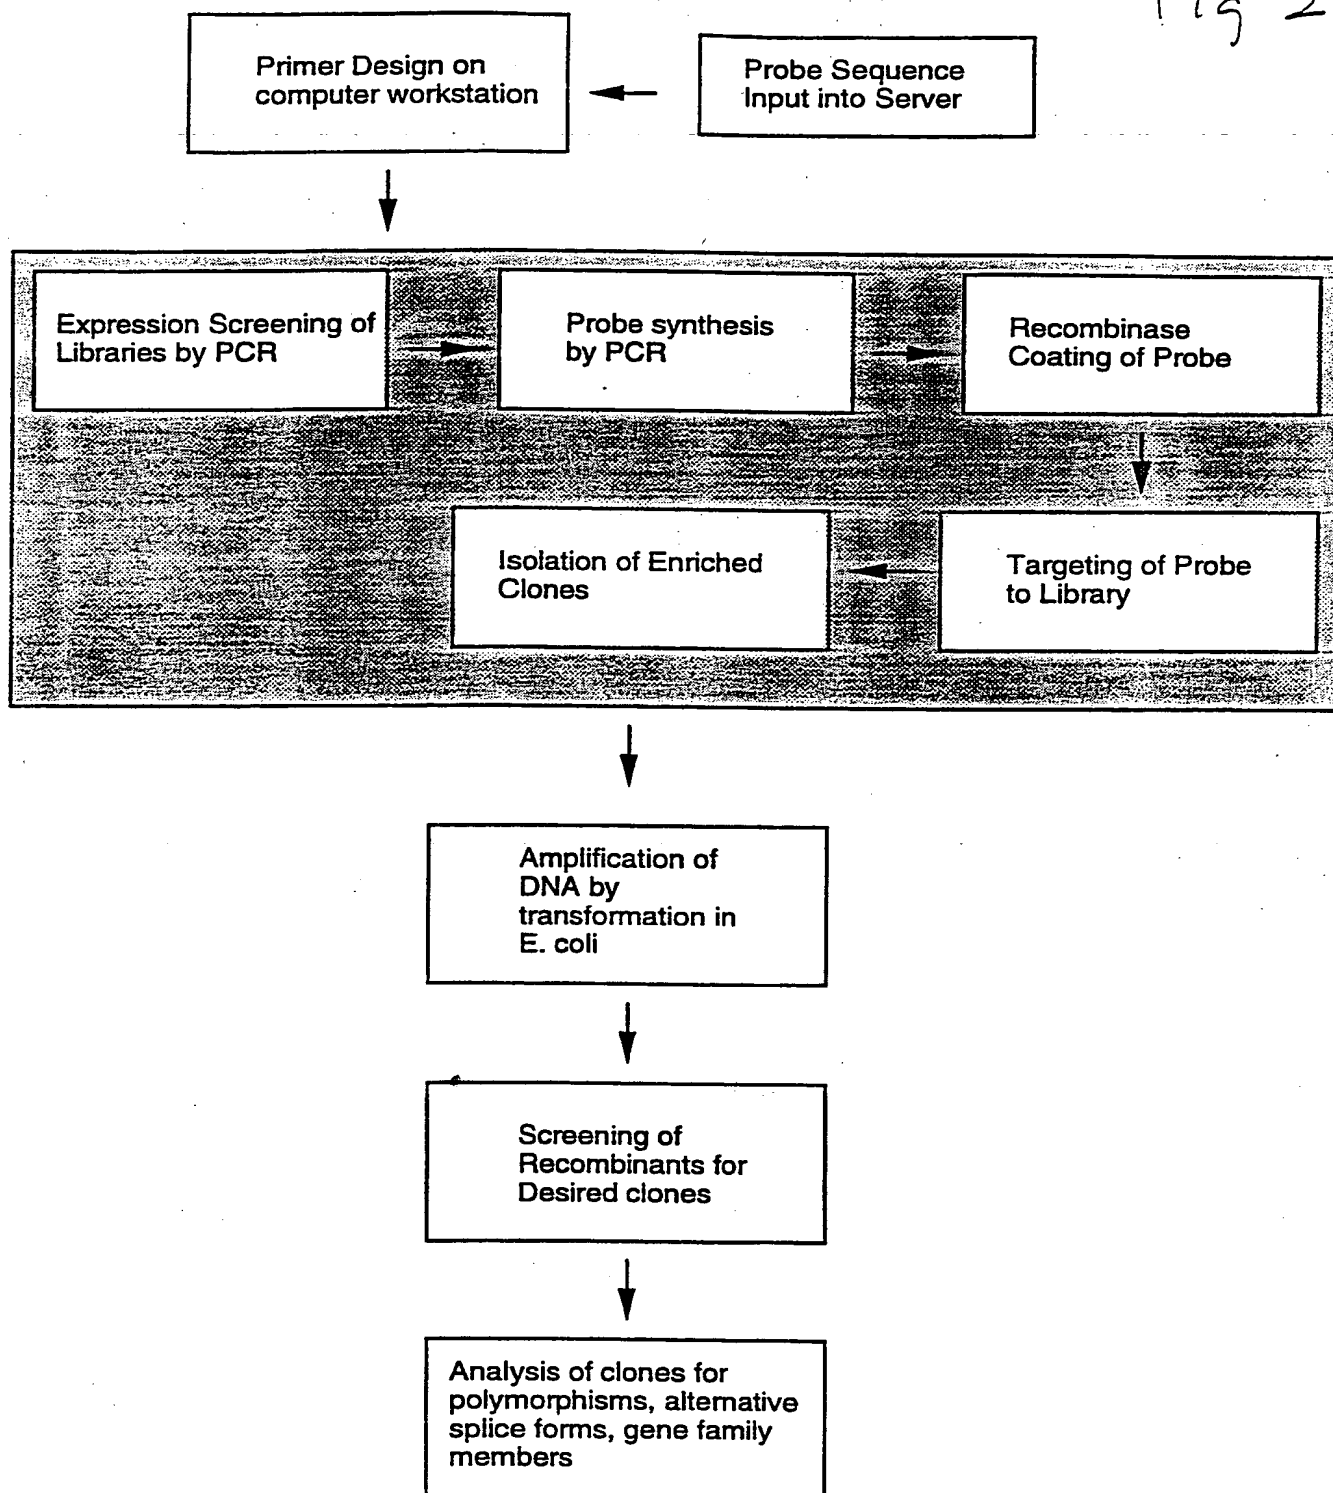 Fig 2
Primer Design on
computer workstation
Probe Sequence
Input into Server
Expression Screening of
Libraries by PCR
Probe synthesis
by PCR
Recombinase
Coating of Probe
Targeting of Probe
to Library
Isolation of Enriched
Clones
Amplification of
DNA by
transformation in
E. coli
Screening of
Recombinants for
Desired clones
Analysis of clones for
polymorphisms, alternative
splice forms, gene family
members